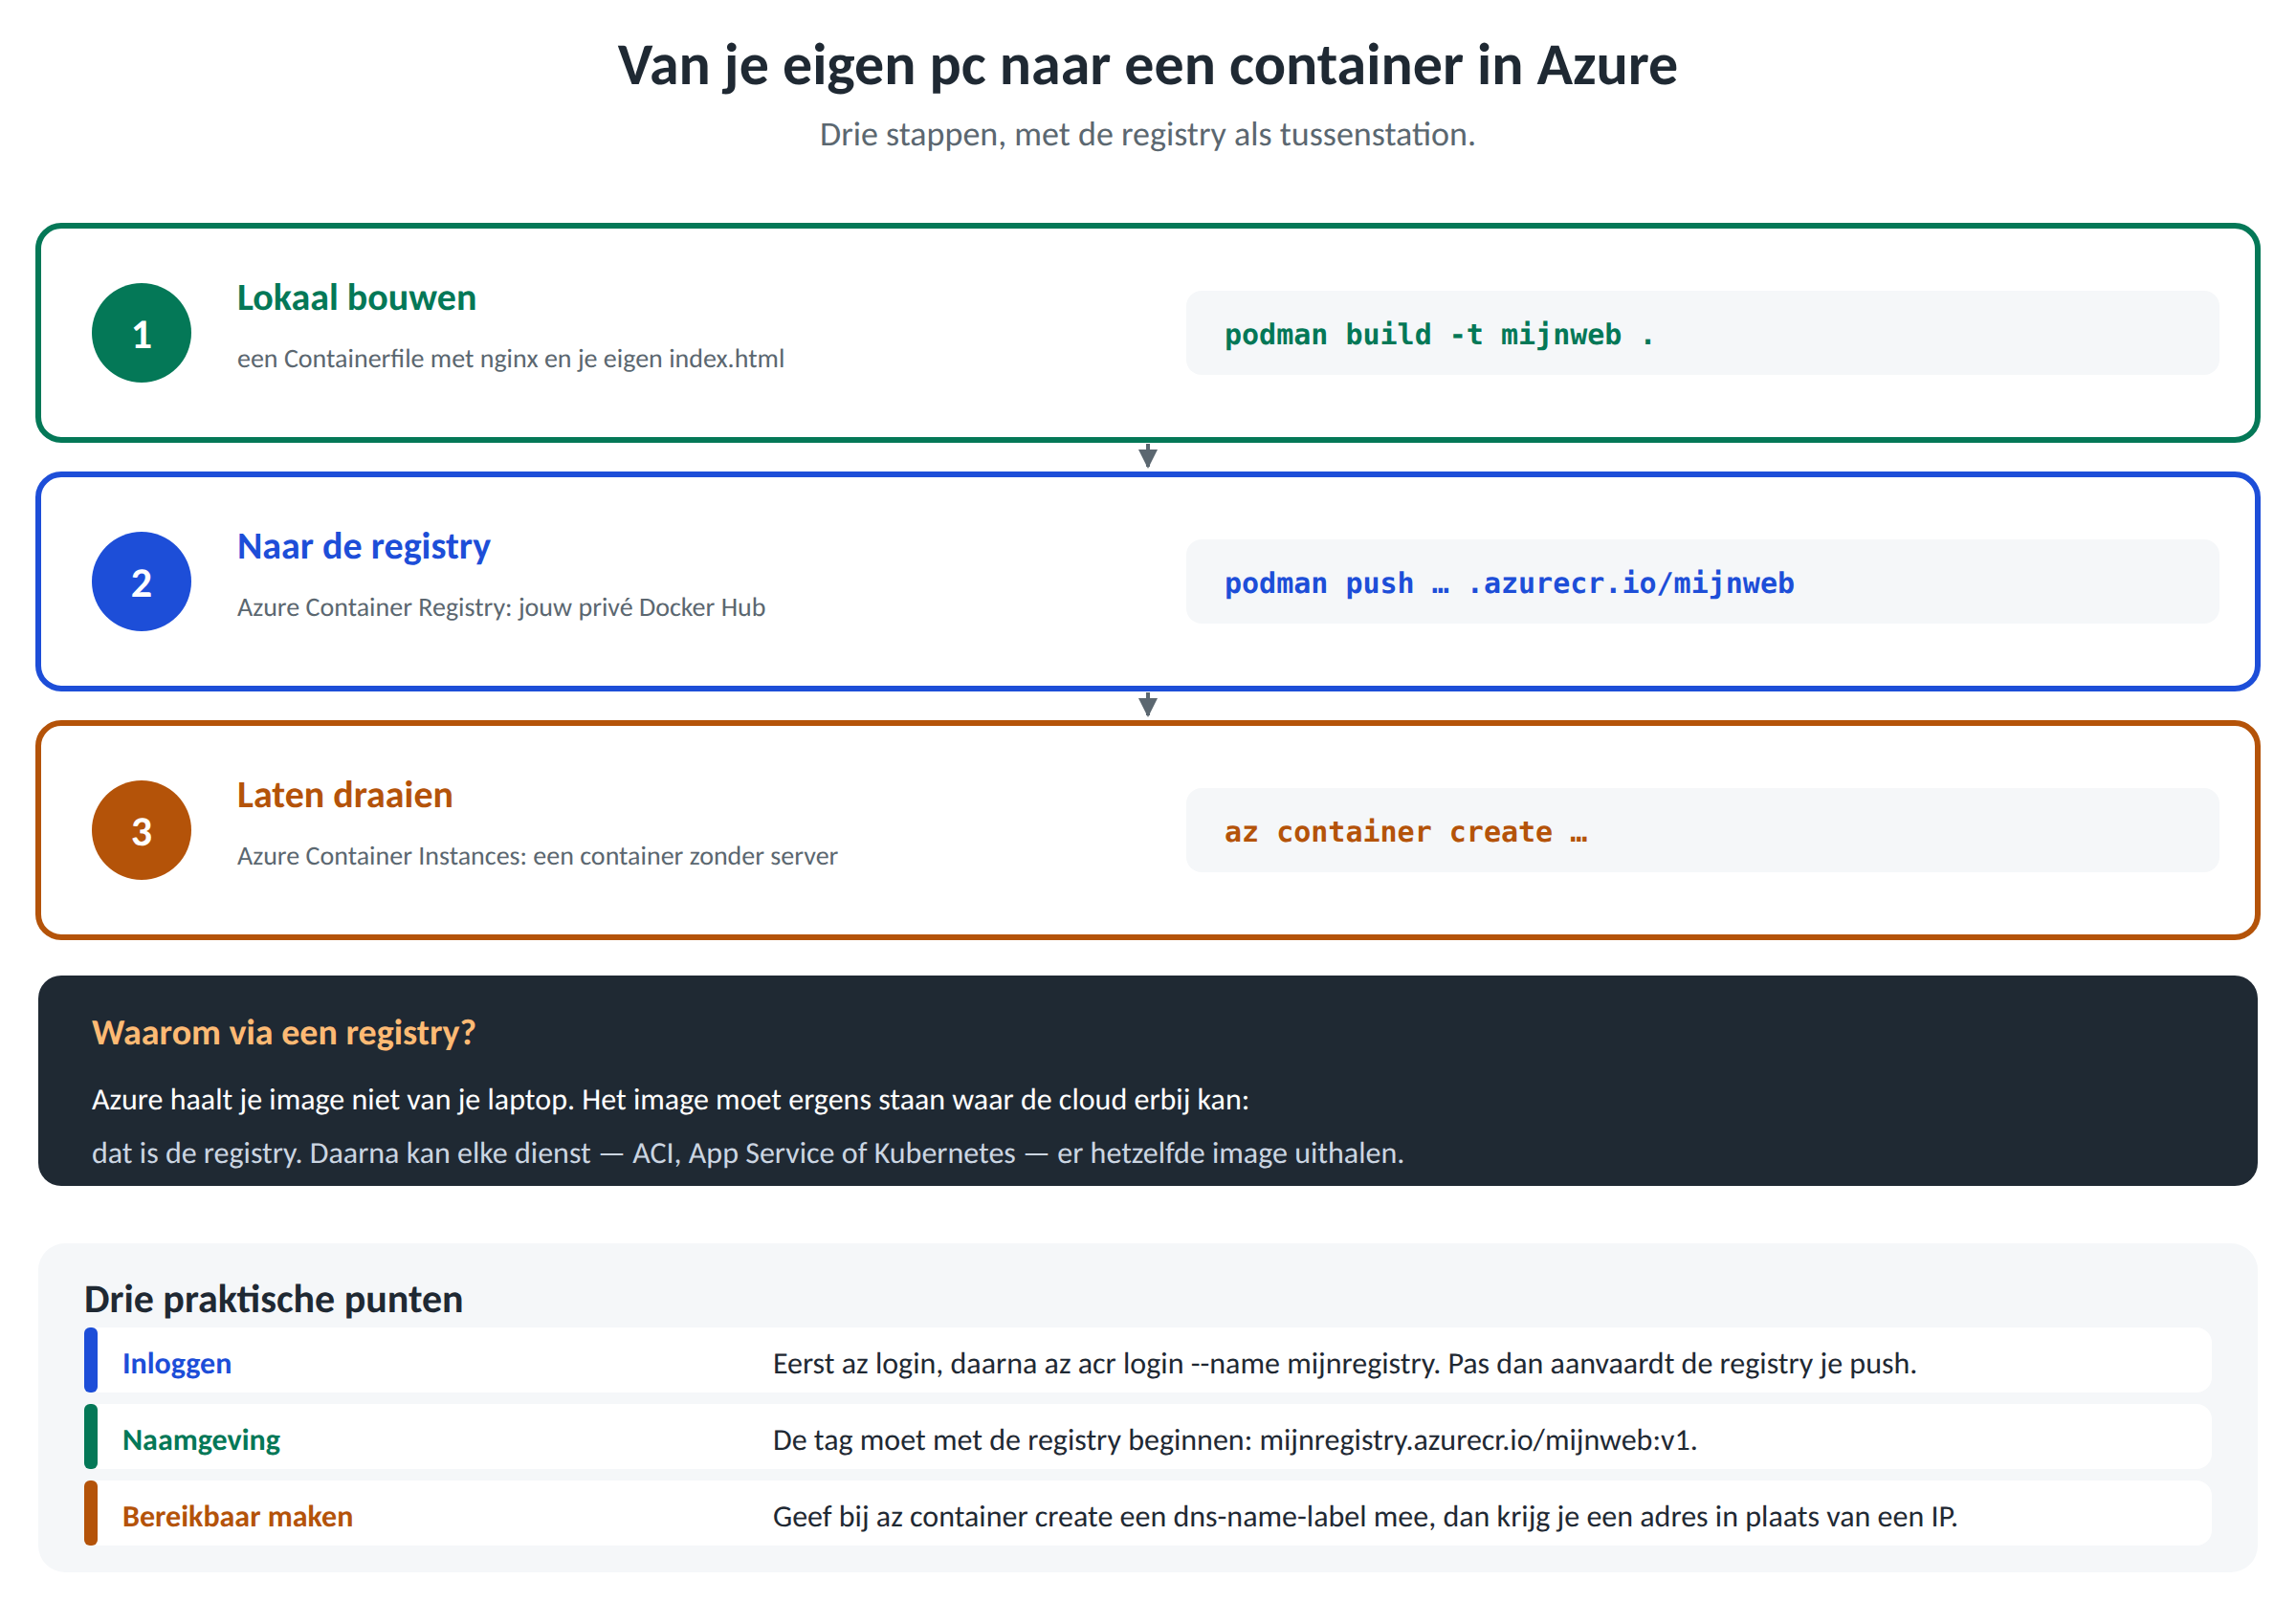 Van je eigen pc naar een container in Azure
Drie stappen, met de registry als tussenstation.
1
Lokaal bouwen
een Containerfile met nginx en je eigen index.html
podman build -t mijnweb .
2
Naar de registry
Azure Container Registry: jouw privé Docker Hub
podman push … .azurecr.io/mijnweb
3
Laten draaien
Azure Container Instances: een container zonder server
az container create …
Waarom via een registry?
Azure haalt je image niet van je laptop. Het image moet ergens staan waar de cloud erbij kan:
dat is de registry. Daarna kan elke dienst — ACI, App Service of Kubernetes — er hetzelfde image uithalen.
Drie praktische punten
Inloggen
Eerst az login, daarna az acr login --name mijnregistry. Pas dan aanvaardt de registry je push.
Naamgeving
De tag moet met de registry beginnen: mijnregistry.azurecr.io/mijnweb:v1.
Bereikbaar maken
Geef bij az container create een dns-name-label mee, dan krijg je een adres in plaats van een IP.